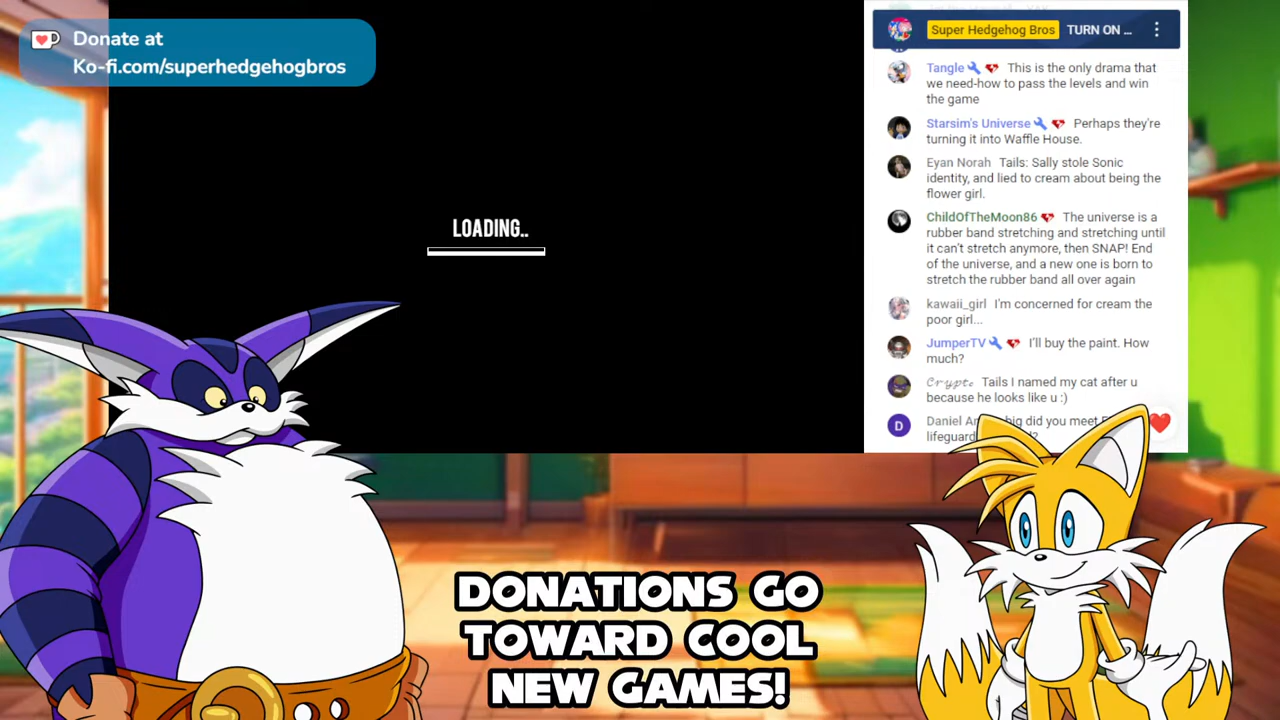 Donate at
Ko-fi.com/superhedgehogbros
LOADING..
Super Hedgehog Bros TURN ON ...
Tangle This is the only drama that
we need-how to pass the levels and win
the game
Starsim's Universe Perhaps they're
turning it into Waffle House.
Eyan Norah Tails: Sally stole Sonic
identity, and lied to cream about being the
flower girl.
ChildOfTheMoon86 The universe is a
rubber band stretching and stretching until
it can't stretch anymore, then SNAP! End
of the universe, and a new one is born to
stretch the rubber band all over again
kawaii_girl I'm concerned for cream the
poor girl...
JumperTV I'll buy the paint. How
much?
𝓒𝓻𝔂𝓹𝓽𝓸 Tails I named my cat after u
because he looks like u :)
D
Daniel big did you meet
lifeguard
DONATIONS GO
TOWARD COOL
NEW GAMES!